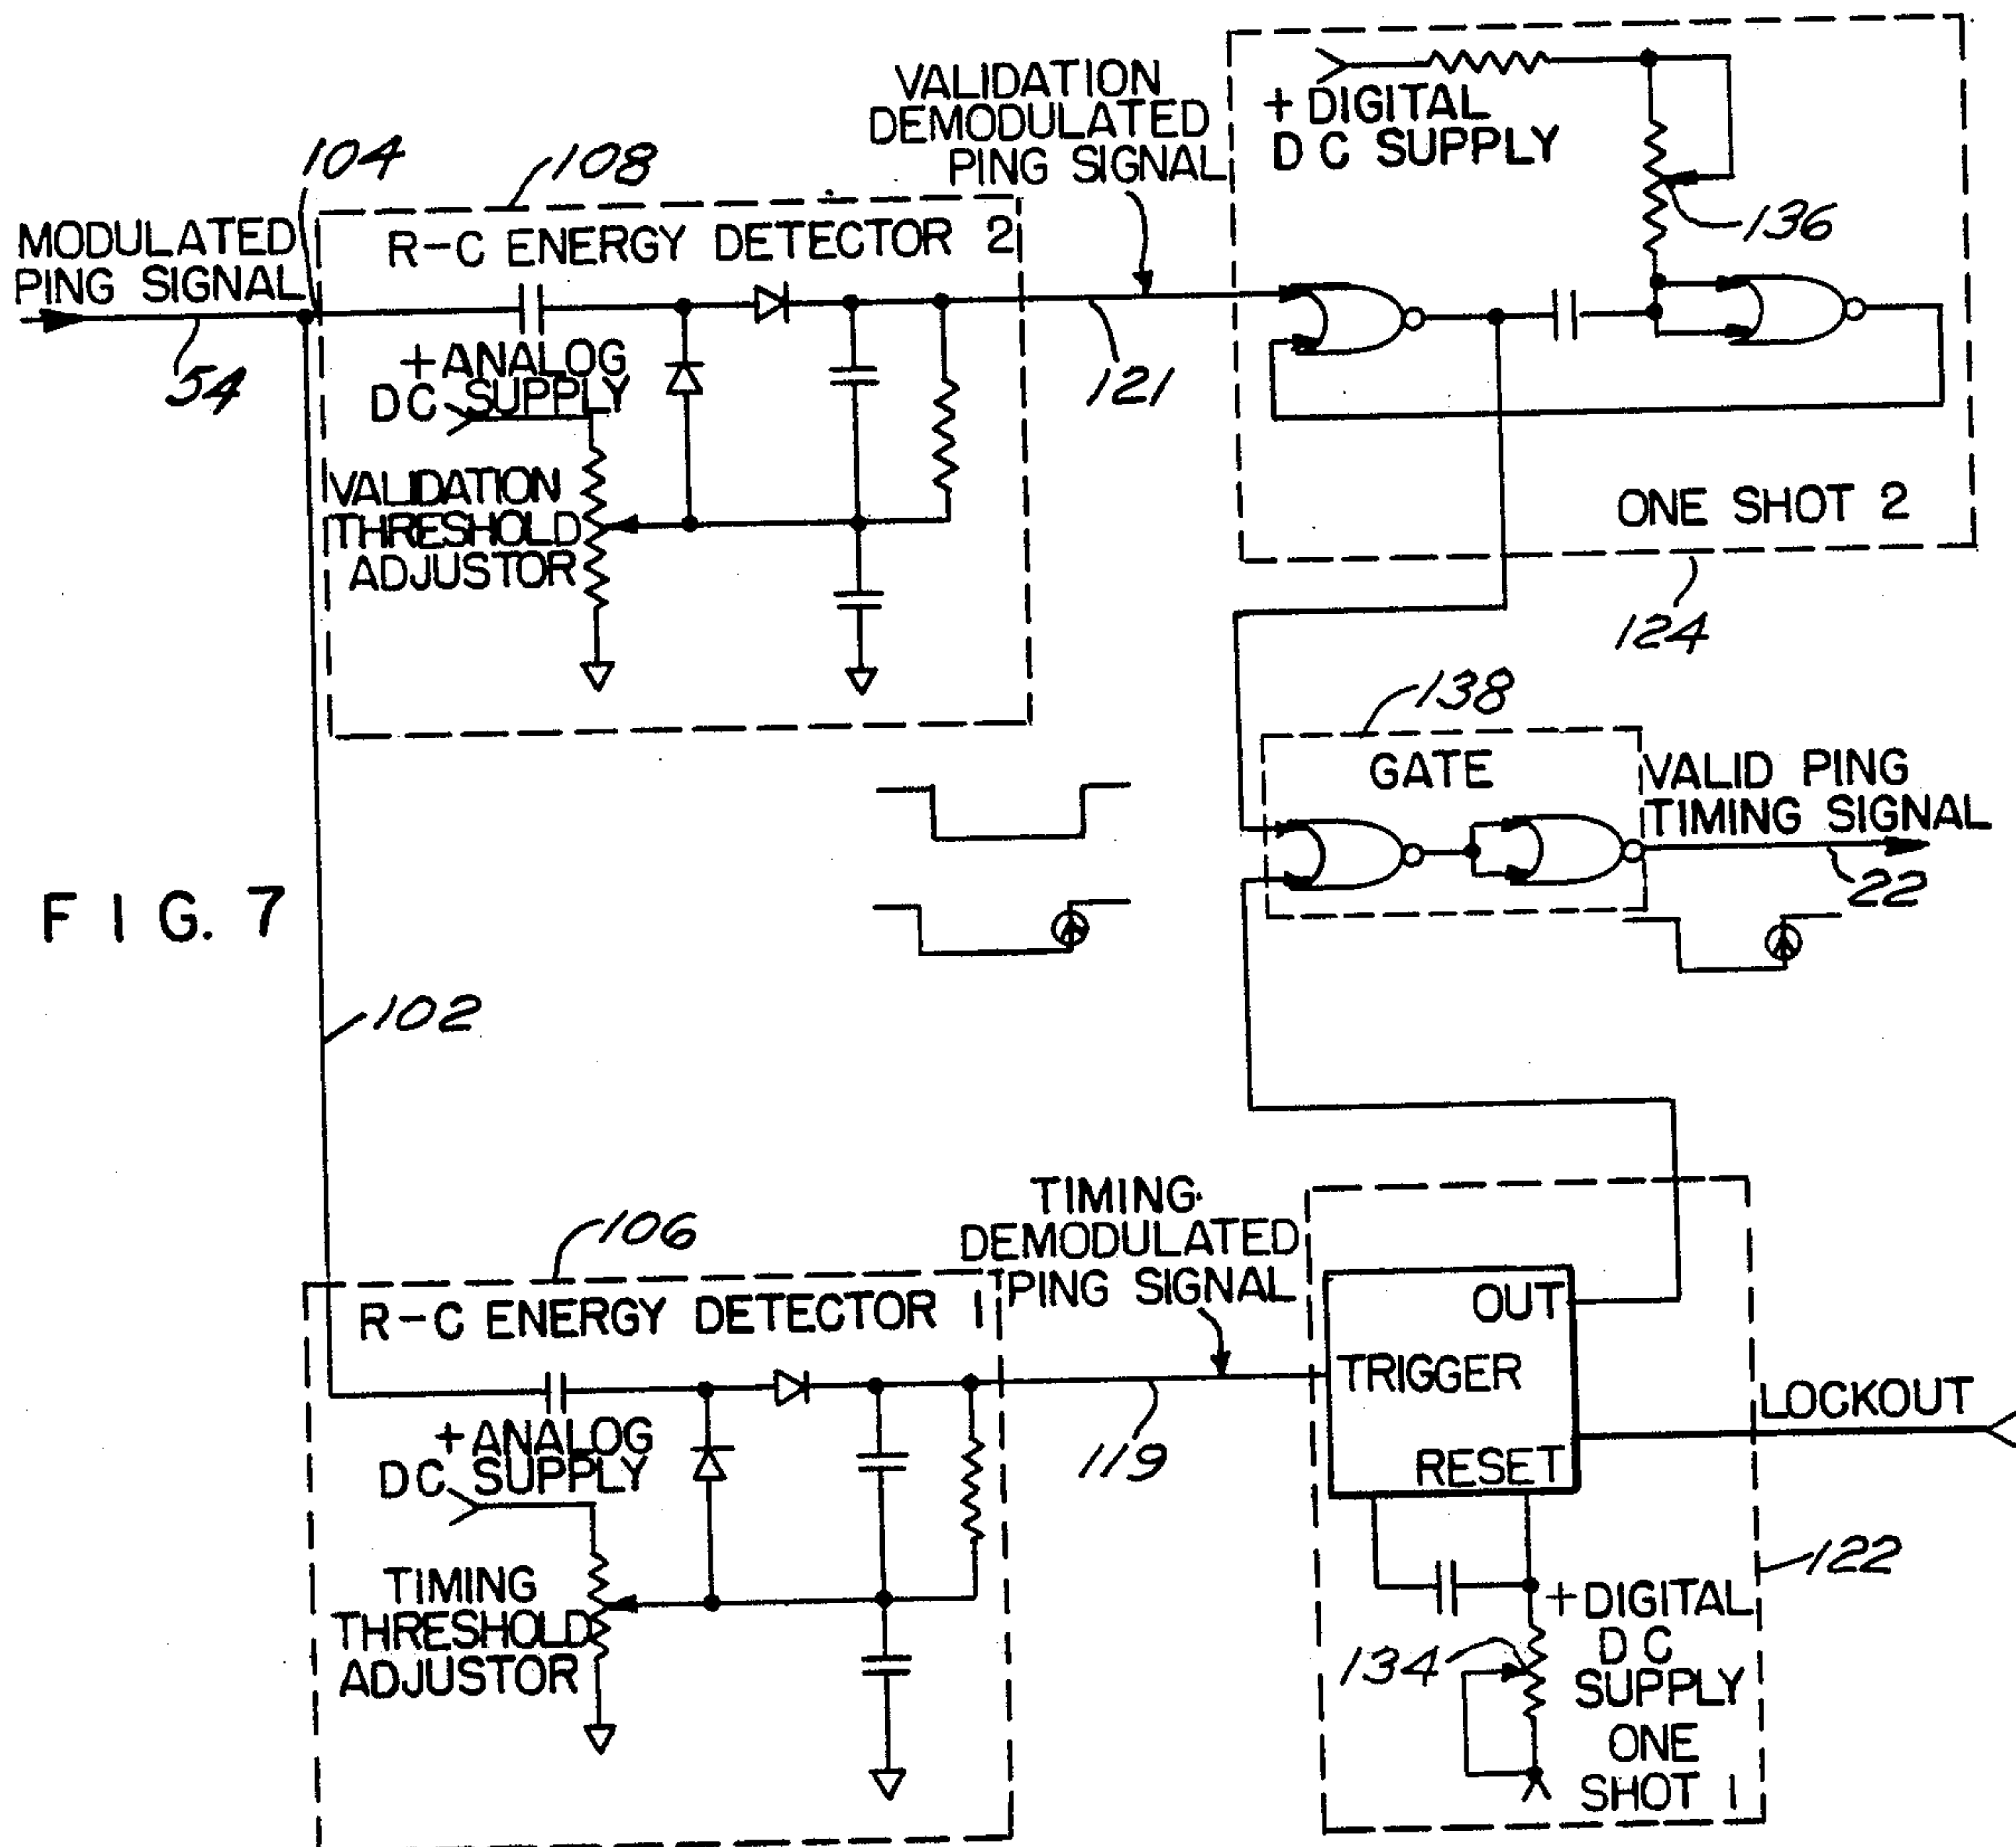 104
108
MODULATED
PING SIGNAL
54
R-C ENERGY DETECTOR 2
+ANALOG
DC SUPPLY
VALIDATION
THRESHOLD
ADJUSTOR
VALIDATION
DEMODULATED
PING SIGNAL
121
+DIGITAL
DC SUPPLY
136
ONE SHOT 2
124
138
GATE
VALID PING
TIMING SIGNAL
22
FIG. 7
102
106
R-C ENERGY DETECTOR 1
+ANALOG
DC SUPPLY
TIMING
THRESHOLD
ADJUSTOR
TIMING
DEMODULATED
PING SIGNAL
119
OUT
TRIGGER
RESET
LOCKOUT
122
134
+DIGITAL
DC
SUPPLY
ONE
SHOT 1